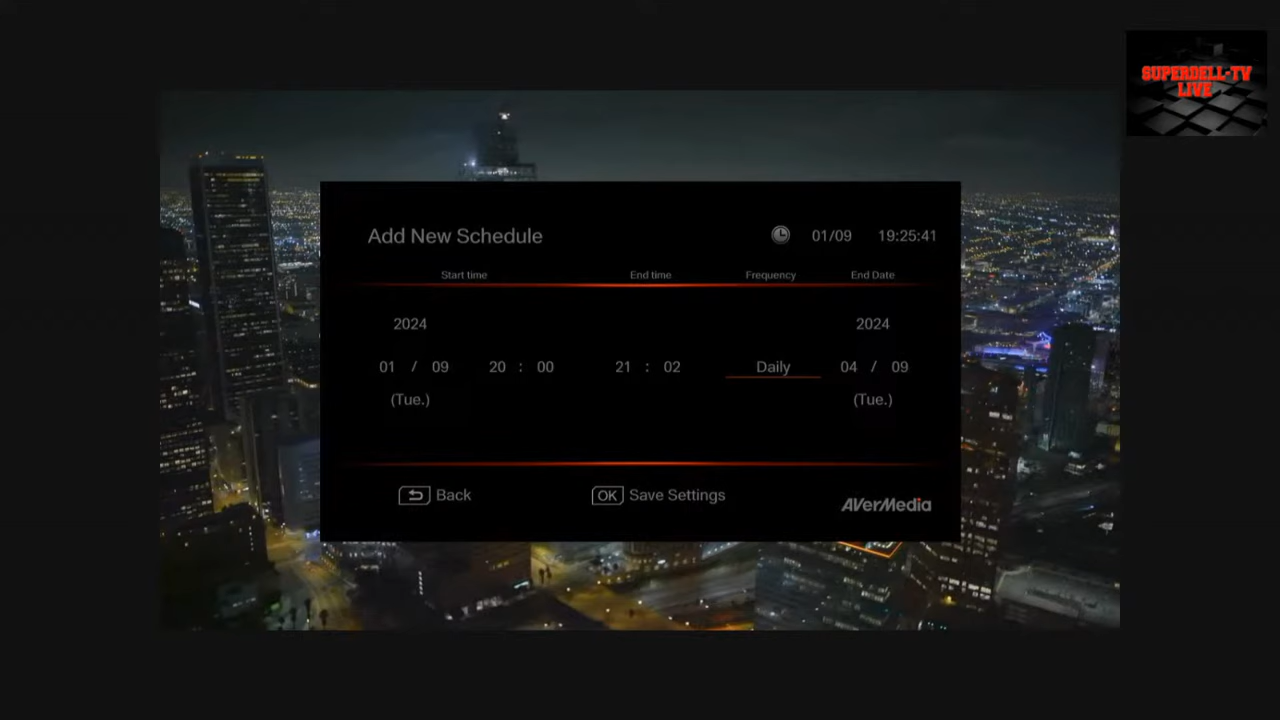 SUPERDELL-TV
LIVE
Add New Schedule 01/09 19:25:41
Start time End time Frequency End Date
2024 2024
01 / 09 20 : 00 21 : 02 Daily 04 / 09
(Tue.) (Tue.)
Back OK Save Settings
AVerMedia